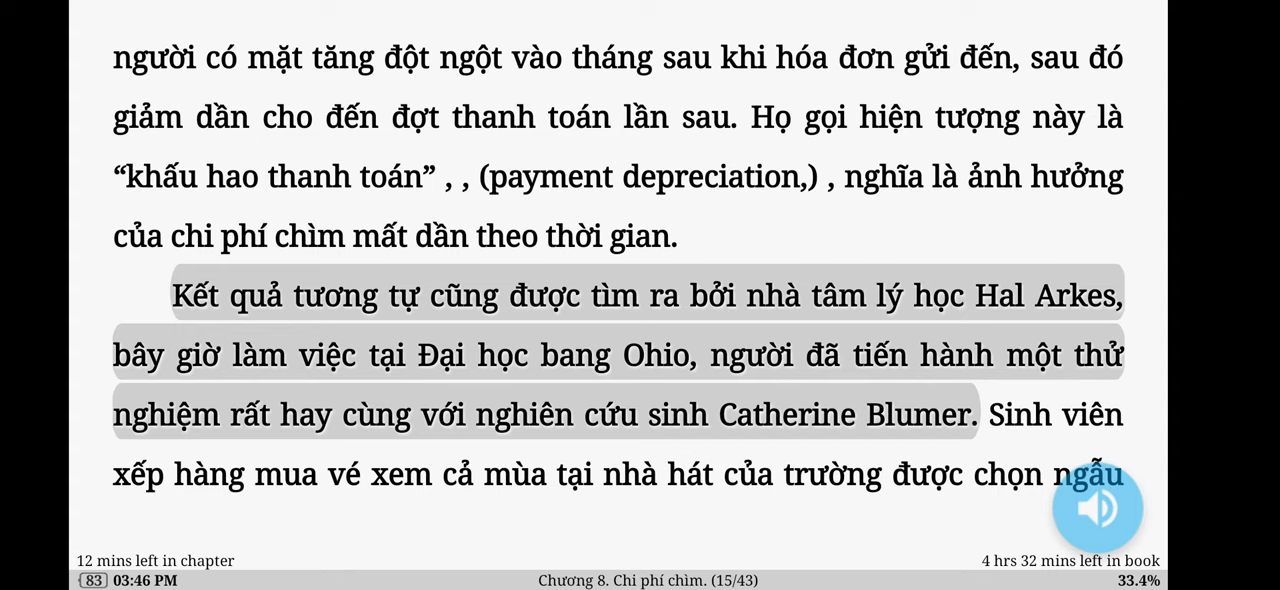 người có mặt tăng đột ngột vào tháng sau khi hóa đơn gửi đến, sau đó
giảm dần cho đến đợt thanh toán lần sau. Họ gọi hiện tượng này là
“khấu hao thanh toán” , , (payment depreciation,) , nghĩa là ảnh hưởng
của chi phí chìm mất dần theo thời gian.
Kết quả tương tự cũng được tìm ra bởi nhà tâm lý học Hal Arkes,
bây giờ làm việc tại Đại học bang Ohio, người đã tiến hành một thử
nghiệm rất hay cùng với nghiên cứu sinh Catherine Blumer. Sinh viên
xếp hàng mua vé xem cả mùa tại nhà hát của trường được chọn ngẫu
12 mins left in chapter
4 hrs 32 mins left in book
83 03:46 PM
Chương 8. Chi phí chìm. (15/43)
33.4%